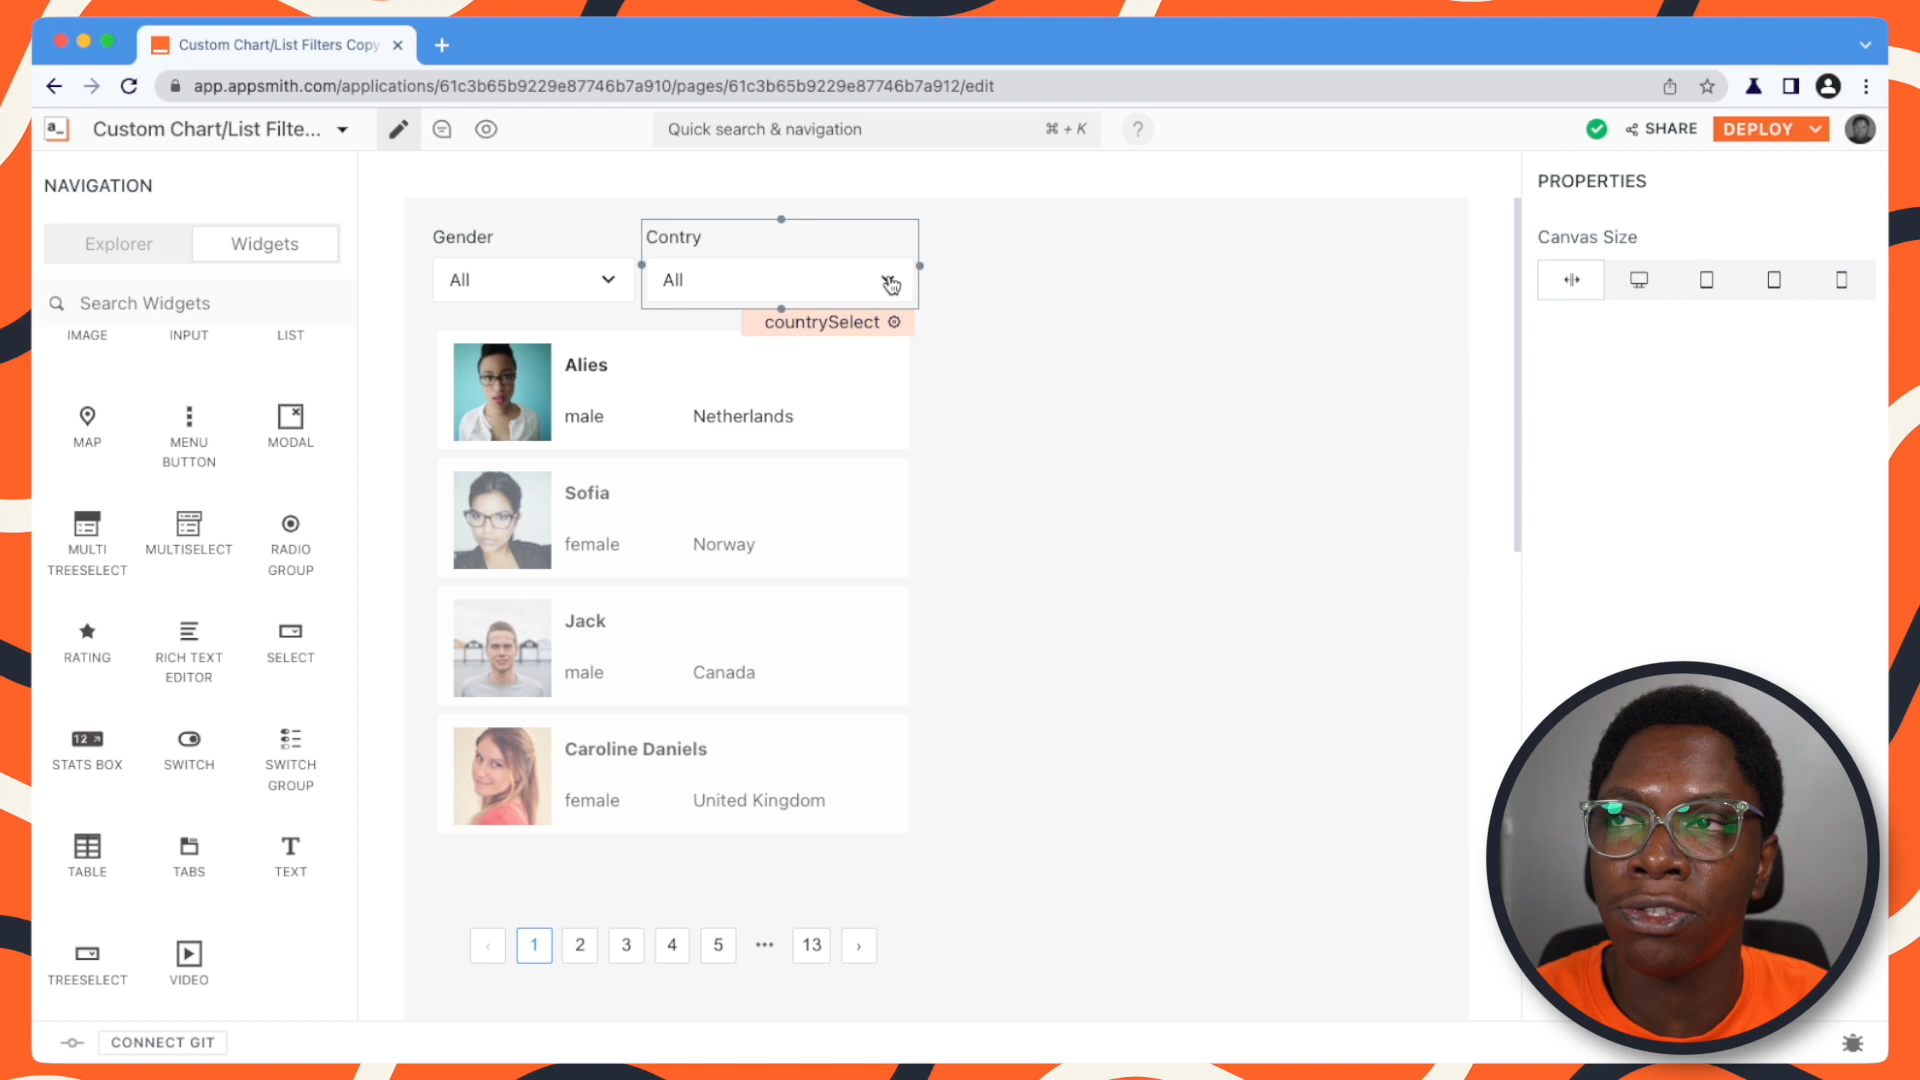 Custom Chart/List Filters Copy
app.appsmith.com/applications/61c3b65b9229e87746b7a910/pages/61c3b65b9229e87746b7a912/edit
a_ Custom Chart/List Filte... Quick search & navigation ⌘ + K ? SHARE DEPLOY
NAVIGATION
Explorer Widgets
Search Widgets
IMAGE INPUT LIST
MAP MENU BUTTON MODAL
MULTI TREESELECT MULTISELECT RADIO GROUP
RATING RICH TEXT EDITOR SELECT
12 STATS BOX SWITCH SWITCH GROUP
TABLE TABS TEXT
TREESELECT VIDEO
CONNECT GIT
Gender Contry
All All
countrySelect
Alies
male Netherlands
Sofia
female Norway
Jack
male Canada
Caroline Daniels
female United Kingdom
‹ 1 2 3 4 5 ••• 13 ›
PROPERTIES
Canvas Size